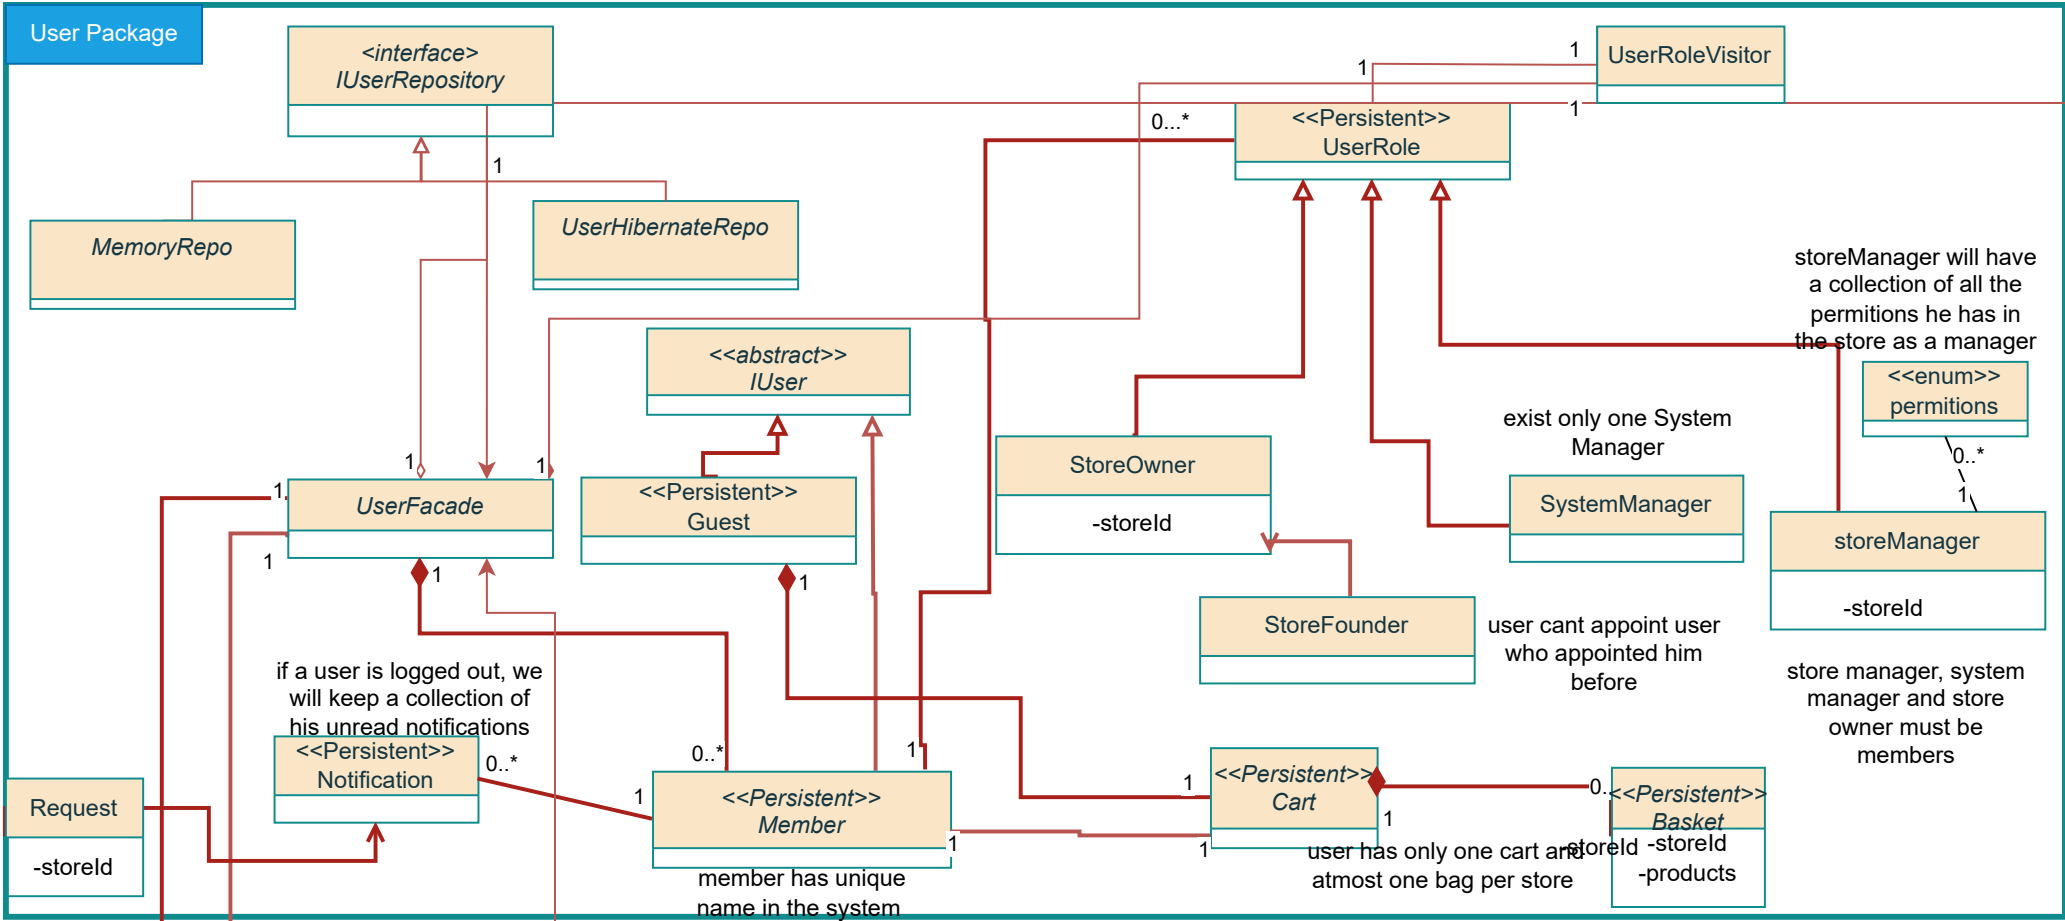 User Package
<interface>
IUserRepository
1
1
UserRoleVisitor
1
0...*
<<Persistent>>
UserRole
1
MemoryRepo
UserHibernateRepo
storeManager will have
a collection of all the
permitions he has in
the store as a manager
<<abstract>>
IUser
<<enum>>
permitions
exist only one System
Manager
0..*
1
1
1
1
UserFacade
<<Persistent>>
Guest
StoreOwner
-storeId
SystemManager
storeManager
-storeId
1
1
1
StoreFounder
user cant appoint user
who appointed him
before
if a user is logged out, we
will keep a collection of
his unread notifications
store manager, system
manager and store
owner must be
members
<<Persistent>>
Notification
0..*
0..*
1
1
1
<<Persistent>>
Member
<<Persistent>>
Cart
0..
<<Persistent>>
Basket
-storeId
-storeId
-products
Request
-storeId
1
1
1
user has only one cart and
atmost one bag per store
member has unique
name in the system